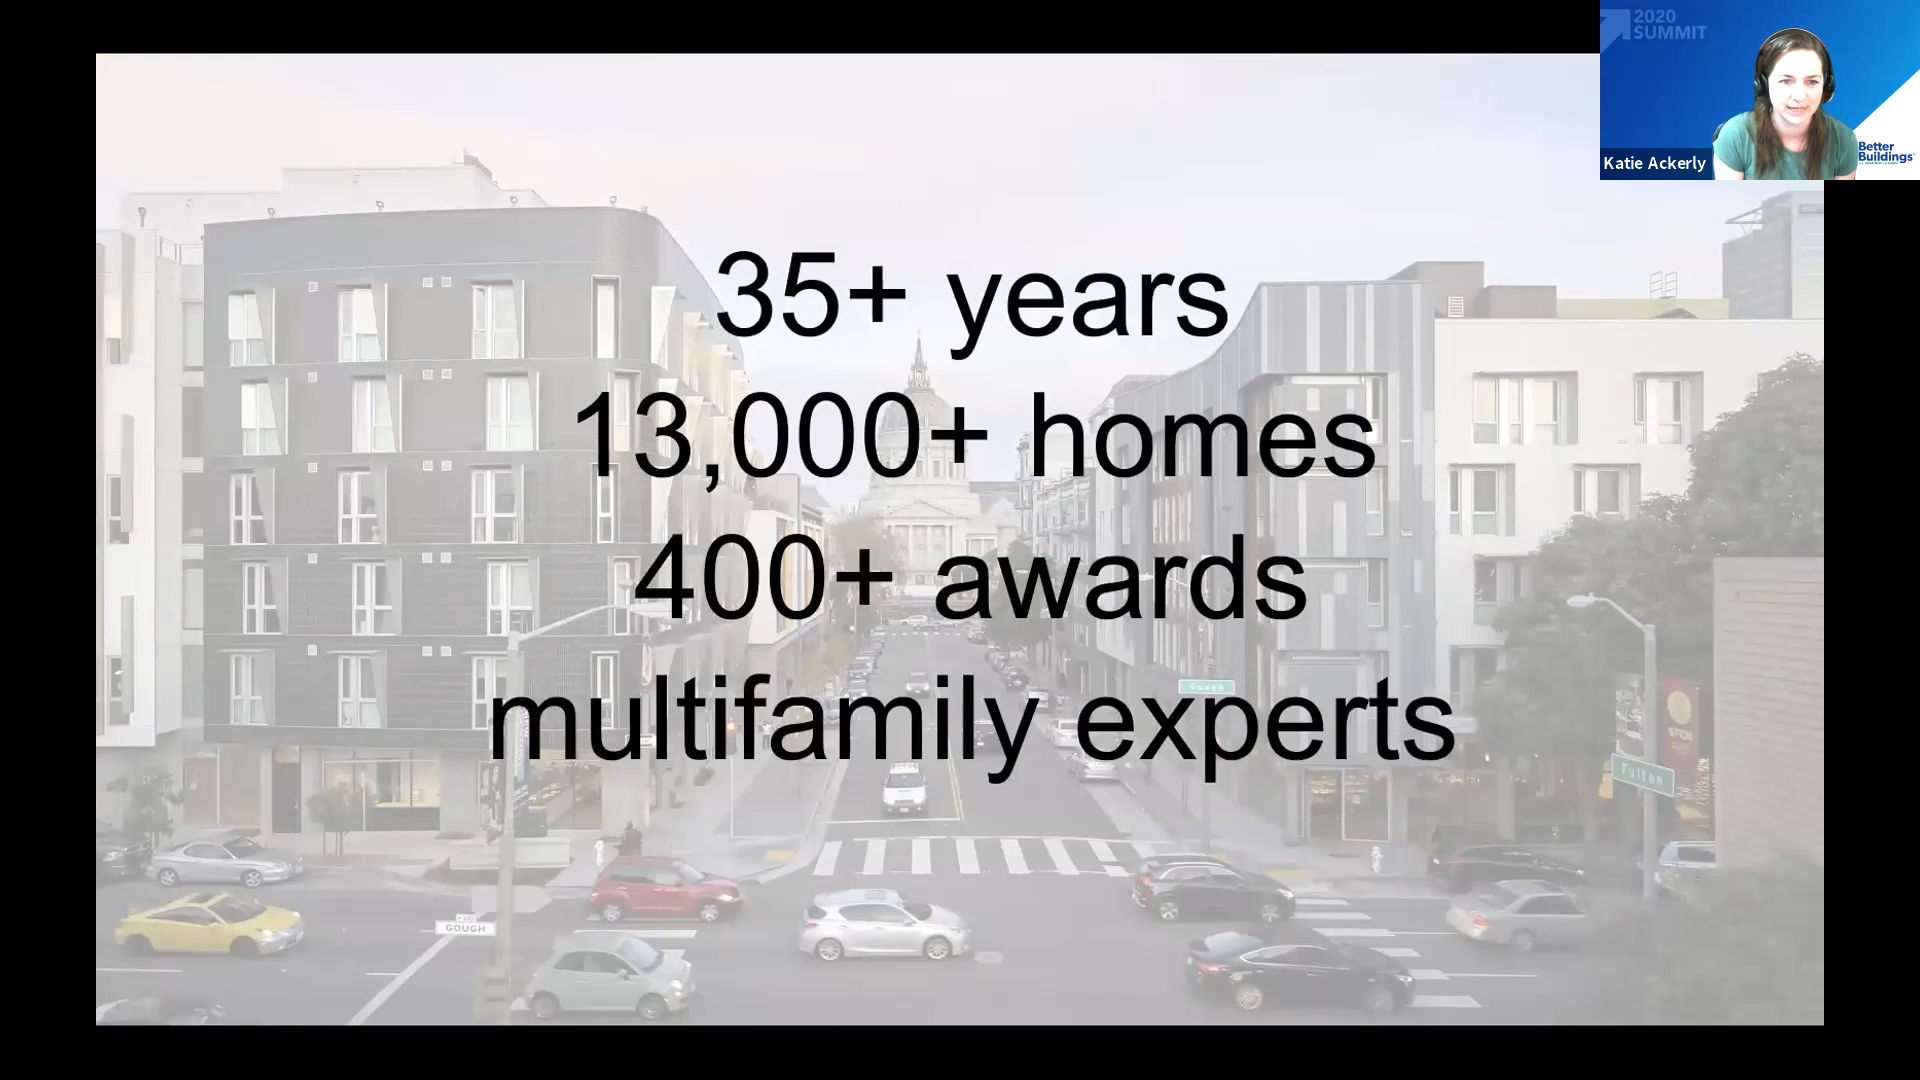 2020
SUMMIT
Katie Ackerly
Better
Buildings
35+ years
13,000+ homes
400+ awards
multifamily experts
Gough
Fulton
GOUGH